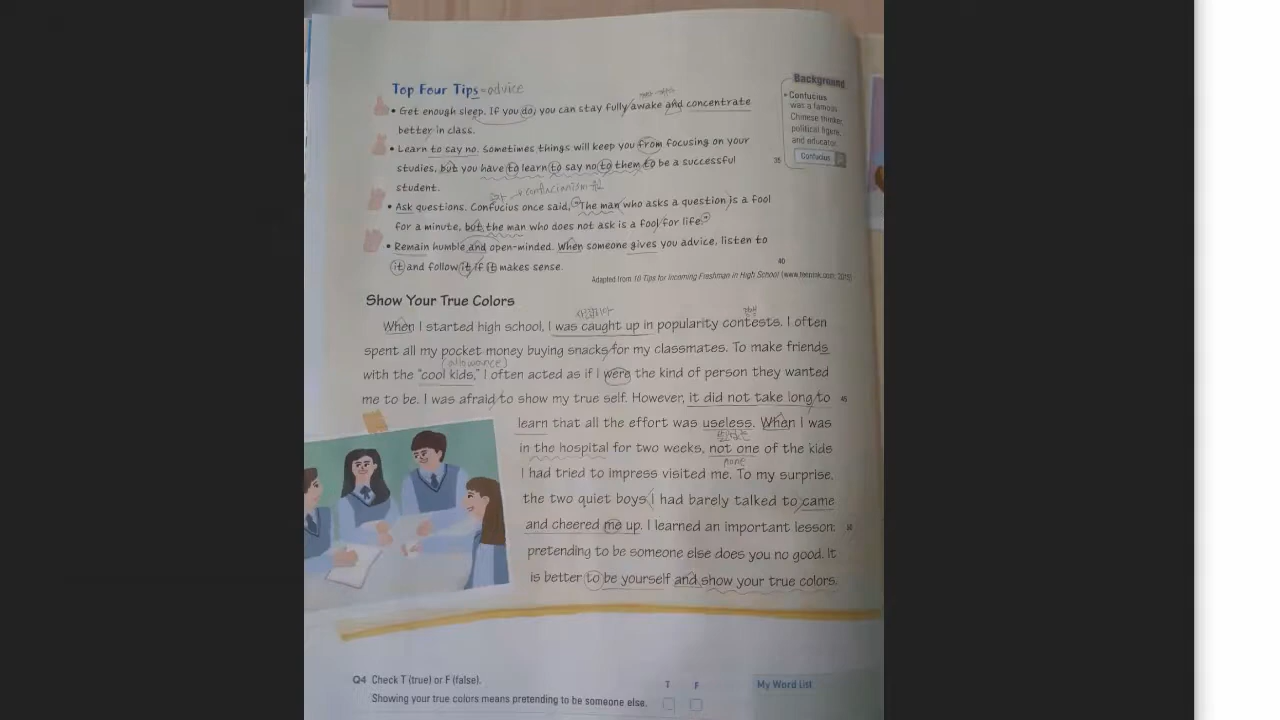 Top Four Tips =advice
• Get enough sleep. If you do, you can stay fully awake and concentrate
better in class.
• Learn to say no. Sometimes things will keep you from focusing on your
studies, but you have to learn to say no to them to be a successful 35
student.
confucianism
• Ask questions. Confucius once said, "The man who asks a question is a fool
for a minute, but the man who does not ask is a fool for life."
• Remain humble and open-minded. When someone gives you advice, listen to
it and follow it if it makes sense. 40
Adapted from 10 Tips for Incoming Freshman in High School
Background
• Confucius
was a famous
Chinese thinker,
political figure,
and educator.
Confucius
Show Your True Colors
When I started high school, I was caught up in popularity contests. I often
spent all my pocket money buying snacks for my classmates. To make friends
(allowance)
with the "cool kids," I often acted as if I were the kind of person they wanted
me to be. I was afraid to show my true self. However, it did not take long to 45
learn that all the effort was useless. When I was
in the hospital for two weeks, not one of the kids
none
I had tried to impress visited me. To my surprise,
the two quiet boys I had barely talked to came
and cheered me up. I learned an important lesson: 50
pretending to be someone else does you no good. It
is better to be yourself and show your true colors.
Q4 Check T (true) or F (false).
T F
Showing your true colors means pretending to be someone else.
My Word List